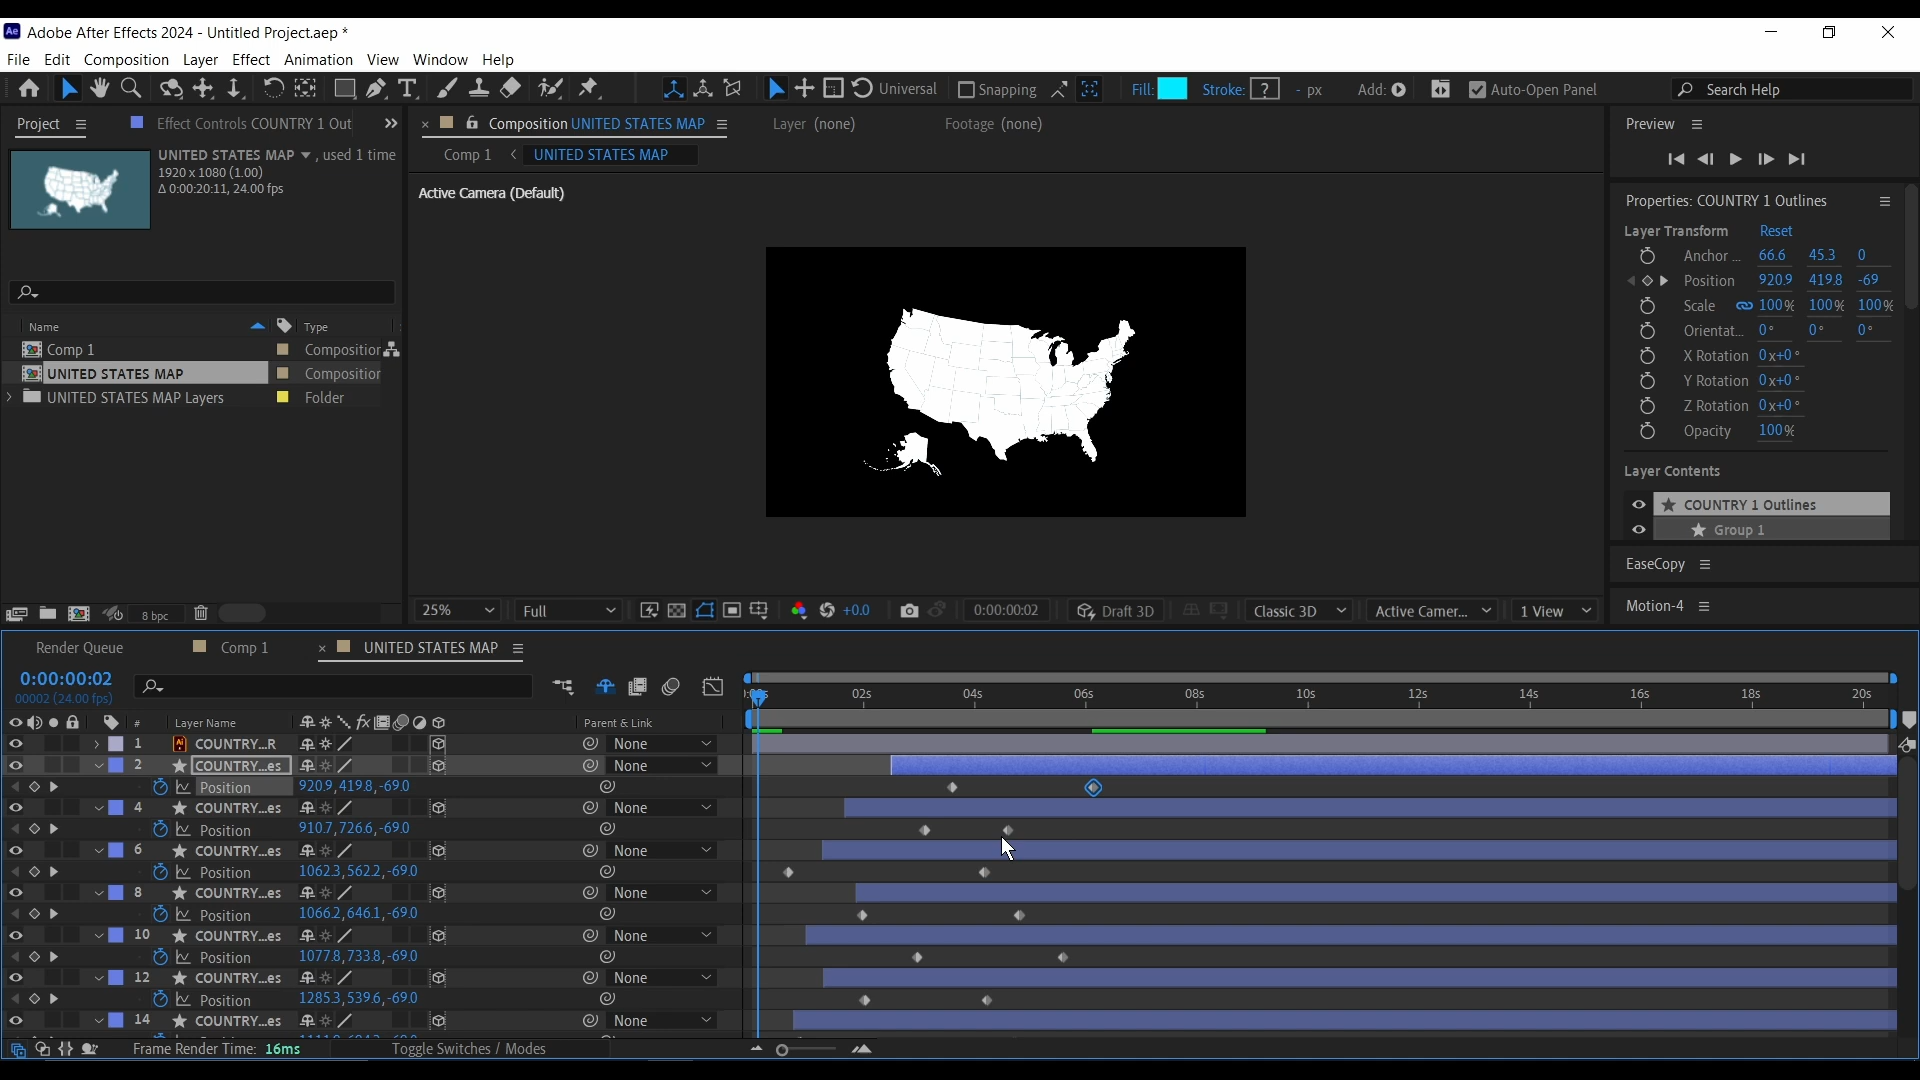 Ae Adobe After Effects 2024 - Untitled Project.aep *
File Edit Composition Layer Effect Animation View Window Help
Universal Snapping Fill: Stroke: ? - px Add: Auto-Open Panel Search Help
Project Effect Controls COUNTRY 1 Out
UNITED STATES MAP , used 1 time
1920 x 1080 (1.00)
Δ 0:00:20:11, 24.00 fps
Name Type
Comp 1 Composition
UNITED STATES MAP Composition
UNITED STATES MAP Layers Folder
8 bpc
Composition UNITED STATES MAP Layer (none) Footage (none)
Comp 1 UNITED STATES MAP
Active Camera (Default)
25% Full +0.0 0:00:00:02 Draft 3D Classic 3D Active Camer... 1 View
Preview
Properties: COUNTRY 1 Outlines
Layer Transform Reset
Anchor ... 66.6 45.3 0
Position 920.9 419.8 -69
Scale 100% 100% 100%
Orientat... 0° 0° 0°
X Rotation 0x+0°
Y Rotation 0x+0°
Z Rotation 0x+0°
Opacity 100%
Layer Contents
COUNTRY 1 Outlines
Group 1
EaseCopy
Motion-4
Render Queue Comp 1 UNITED STATES MAP
0:00:00:02
00002 (24.00 fps)
02s 04s 06s 08s 10s 12s 14s 16s 18s 20s
# Layer Name fx Parent & Link
1 Ai COUNTRY...R None
2 COUNTRY...es None
Position 920.9, 419.8, -69.0
4 COUNTRY...es None
Position 910.7, 726.6, -69.0
6 COUNTRY...es None
Position 1062.3, 562.2, -69.0
8 COUNTRY...es None
Position 1066.2, 646.1, -69.0
10 COUNTRY...es None
Position 1077.8, 733.8, -69.0
12 COUNTRY...es None
Position 1285.3, 539.6, -69.0
14 COUNTRY...es None
Frame Render Time: 16ms Toggle Switches / Modes